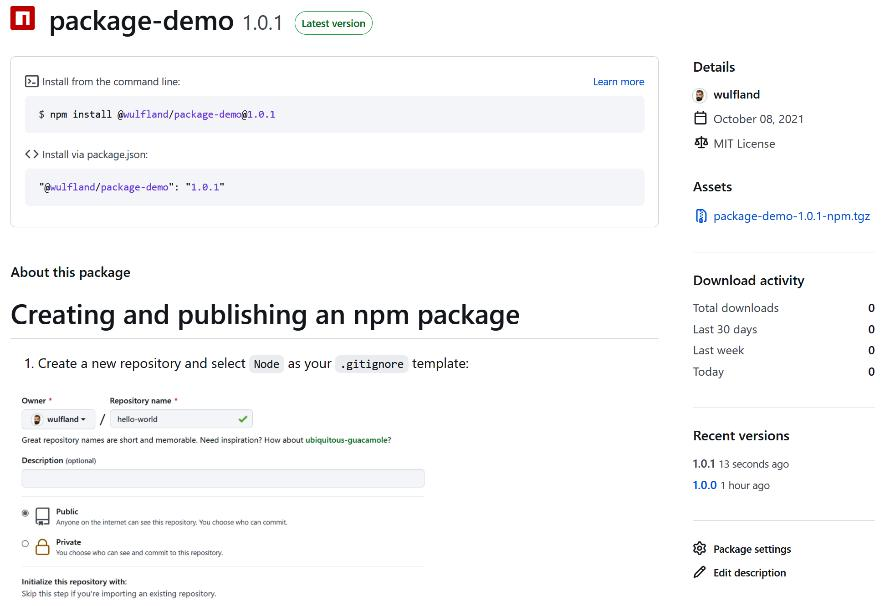 package-demo 1.0.1 Latest version
Install from the command line:
Learn more
$ npm install @wulfland/package-demo@1.0.1
Install via package.json:
"@wulfland/package-demo": "1.0.1"
About this package
Creating and publishing an npm package
1. Create a new repository and select Node as your .gitignore template:
Owner *
Repository name *
wulfland / hello-world
Great repository names are short and memorable. Need inspiration? How about ubiquitous-guacamole?
Description (optional)
Public
Anyone on the internet can see this repository. You choose who can commit.
Private
You choose who can see and commit to this repository.
Initialize this repository with:
Skip this step if you're importing an existing repository.
Details
wulfland
October 08, 2021
MIT License
Assets
package-demo-1.0.1-npm.tgz
Download activity
Total downloads 0
Last 30 days 0
Last week 0
Today 0
Recent versions
1.0.1 13 seconds ago
1.0.0 1 hour ago
Package settings
Edit description